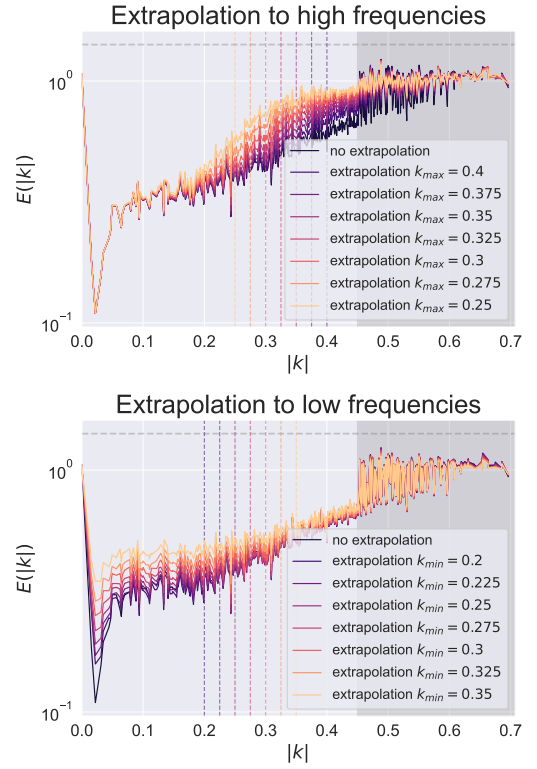 Extrapolation to high frequencies
10⁰
E(|k|)
no extrapolation
extrapolation k_max = 0.4
extrapolation k_max = 0.375
extrapolation k_max = 0.35
extrapolation k_max = 0.325
extrapolation k_max = 0.3
extrapolation k_max = 0.275
extrapolation k_max = 0.25
10⁻¹
0.0 0.1 0.2 0.3 0.4 0.5 0.6 0.7
|k|
Extrapolation to low frequencies
10⁰
E(|k|)
no extrapolation
extrapolation k_min = 0.2
extrapolation k_min = 0.225
extrapolation k_min = 0.25
extrapolation k_min = 0.275
extrapolation k_min = 0.3
extrapolation k_min = 0.325
extrapolation k_min = 0.35
10⁻¹
0.0 0.1 0.2 0.3 0.4 0.5 0.6 0.7
|k|